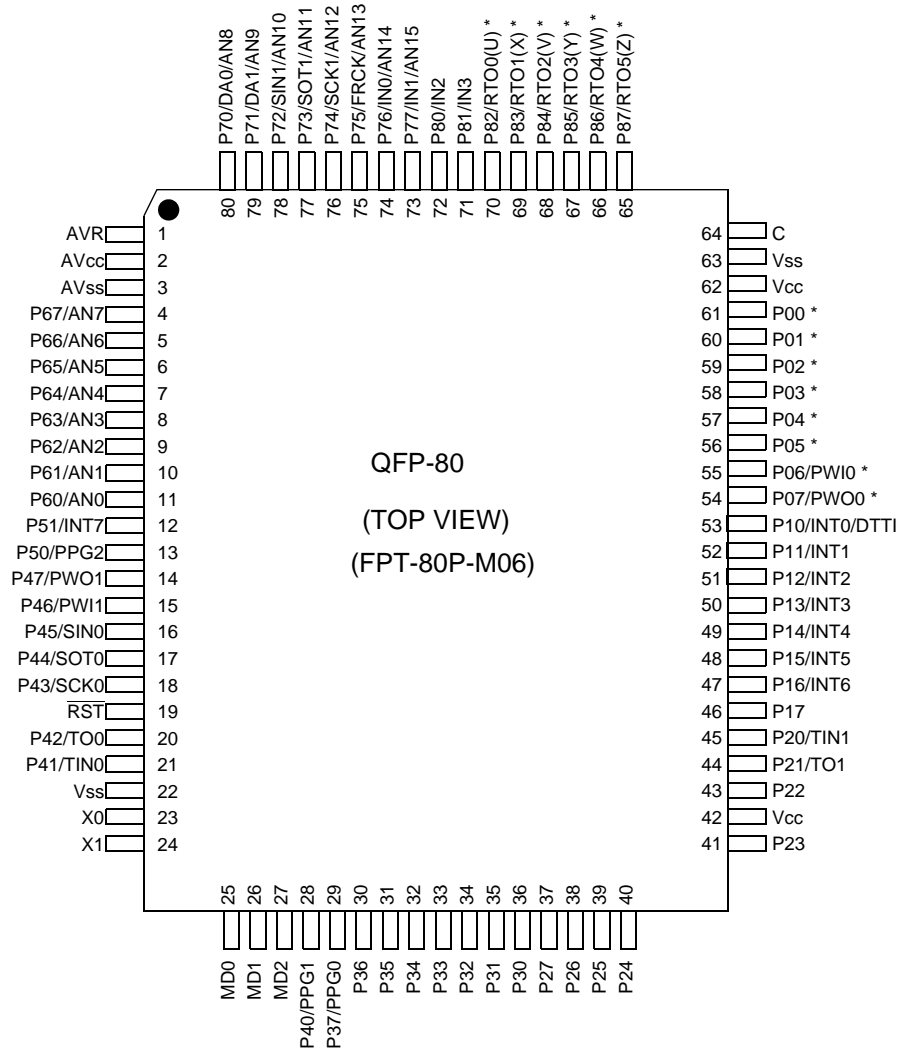 P70/DA0/AN8
P71/DA1/AN9
P72/SIN1/AN10
P73/SOT1/AN11
P74/SCK1/AN12
P75/FRCK/AN13
P76/IN0/AN14
P77/IN1/AN15
P80/IN2
P81/IN3
P82/RTO0(U) *
P83/RTO1(X) *
P84/RTO2(V) *
P85/RTO3(Y) *
P86/RTO4(W) *
P87/RTO5(Z) *
80
79
78
77
76
75
74
73
72
71
70
69
68
67
66
65
AVR 1
AVcc 2
AVss 3
P67/AN7 4
P66/AN6 5
P65/AN5 6
P64/AN4 7
P63/AN3 8
P62/AN2 9
P61/AN1 10
P60/AN0 11
P51/INT7 12
P50/PPG2 13
P47/PWO1 14
P46/PWI1 15
P45/SIN0 16
P44/SOT0 17
P43/SCK0 18
RST 19
P42/TO0 20
P41/TIN0 21
Vss 22
X0 23
X1 24
QFP-80
(TOP VIEW)
(FPT-80P-M06)
64 C
63 Vss
62 Vcc
61 P00 *
60 P01 *
59 P02 *
58 P03 *
57 P04 *
56 P05 *
55 P06/PWI0 *
54 P07/PWO0 *
53 P10/INT0/DTTI
52 P11/INT1
51 P12/INT2
50 P13/INT3
49 P14/INT4
48 P15/INT5
47 P16/INT6
46 P17
45 P20/TIN1
44 P21/TO1
43 P22
42 Vcc
41 P23
25
26
27
28
29
30
31
32
33
34
35
36
37
38
39
40
MD0
MD1
MD2
P40/PPG1
P37/PPG0
P36
P35
P34
P33
P32
P31
P30
P27
P26
P25
P24